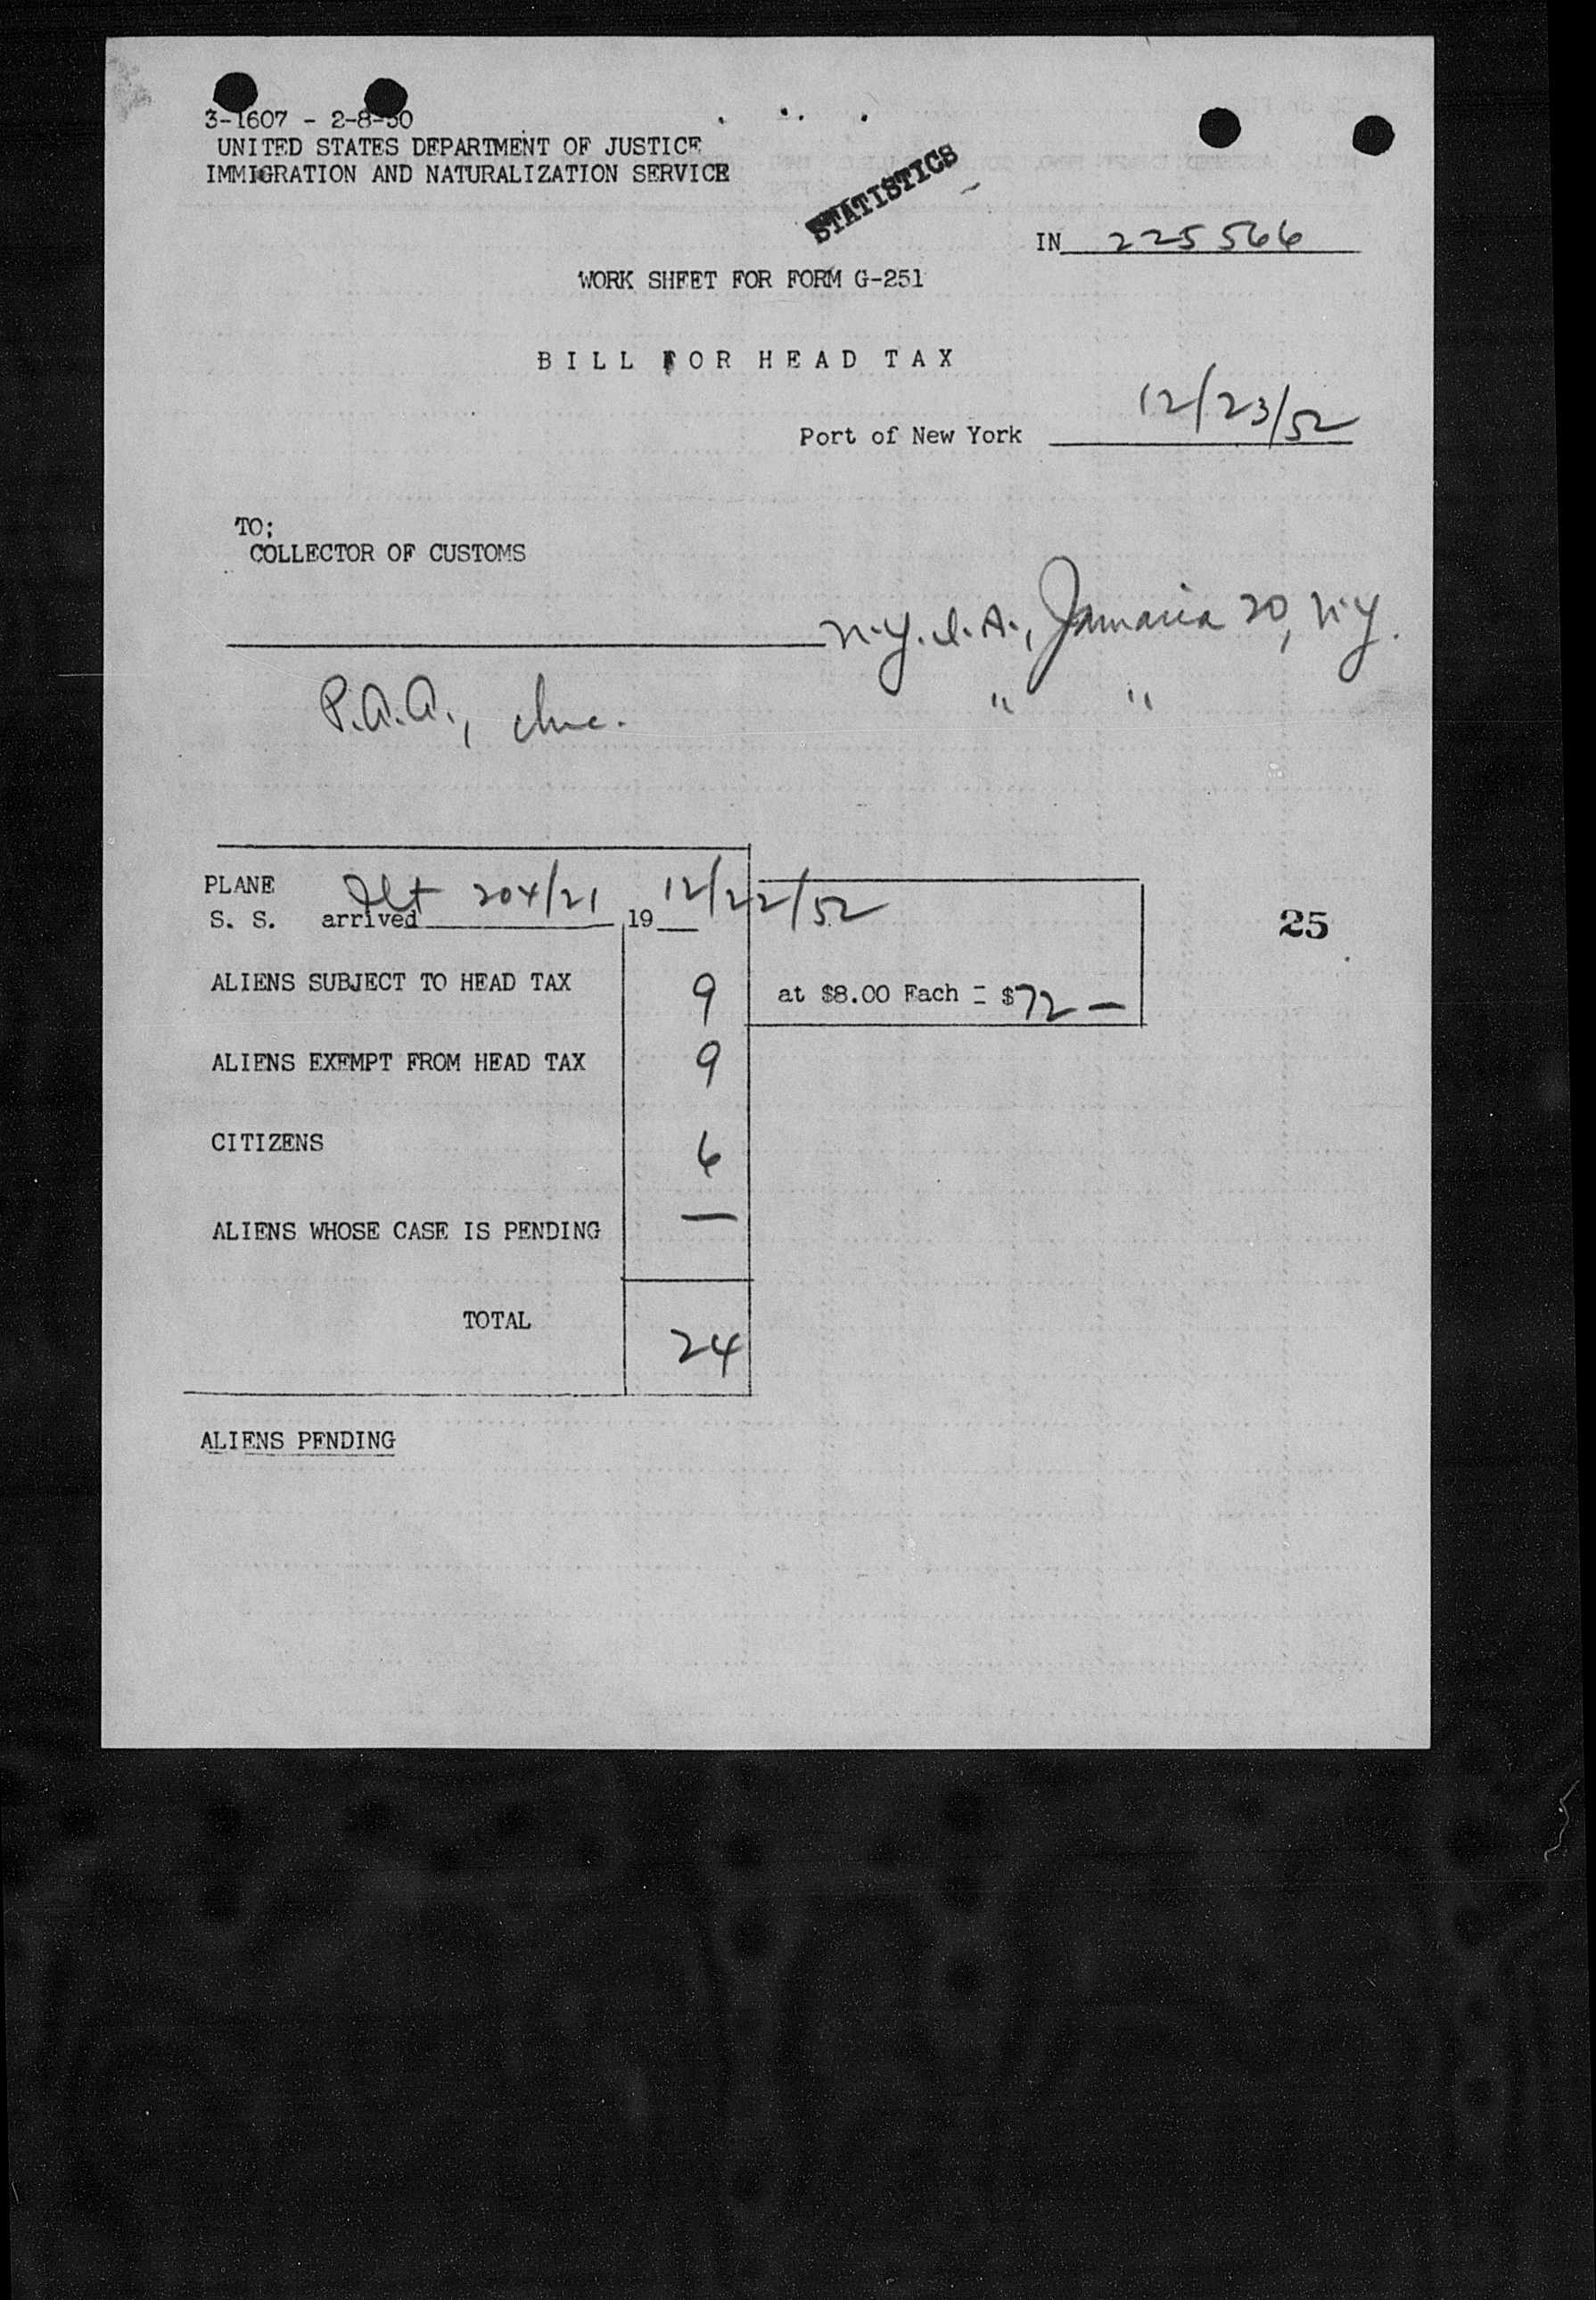 3-1607 - 2-8-50
UNITED STATES DEPARTMENT OF JUSTICE
IMMIGRATION AND NATURALIZATION SERVICE
STATISTICS
IN 225566
WORK SHEET FOR FORM G-251
BILL FOR HEAD TAX
Port of New York 12/23/52
TO;
COLLECTOR OF CUSTOMS
N.Y.I.A., Jamaica 30, N.Y.
P.A.A., Inc. " "
PLANE
S. S. arrived Flt 204/21 19 12/22/52
25
ALIENS SUBJECT TO HEAD TAX 9 at $8.00 Each = $72 —
ALIENS EXEMPT FROM HEAD TAX 9
CITIZENS 6
ALIENS WHOSE CASE IS PENDING —
TOTAL 24
ALIENS PENDING